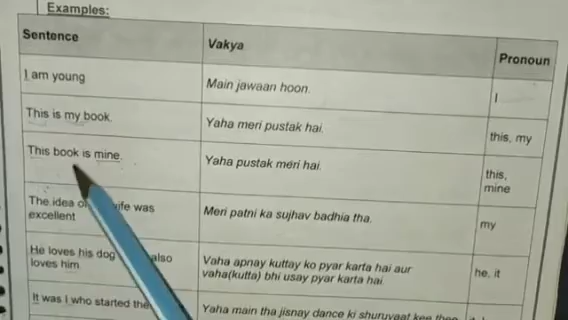 Examples:
Sentence Vakya Pronoun
I am young Main jawaan hoon. I
This is my book. Yaha meri pustak hai. this, my
This book is mine. Yaha pustak meri hai. this,
mine
The idea wife was Meri patni ka sujhav badhia tha. my
excellent
He loves his dog also Vaha apnay kuttay ko pyar karta hai aur he, it
loves him. vaha(kutta) bhi usay pyar karta hai.
It was I who started the Yaha main tha jisnay dance ki shuruvaat kee